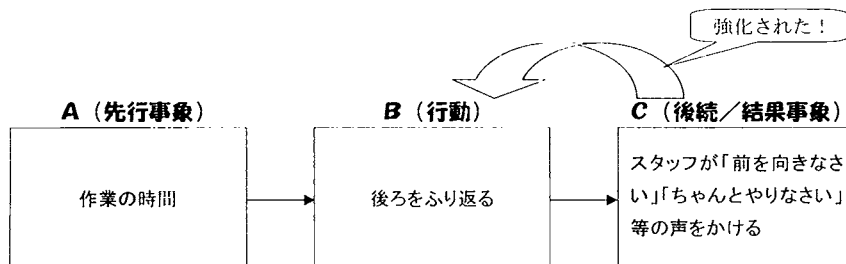 強化された！
A（先行事象）
B（行動）
C（後続／結果事象）
作業の時間
後ろをふり返る
スタッフが「前を向きなさ
い」「ちゃんとやりなさい」
等の声をかける